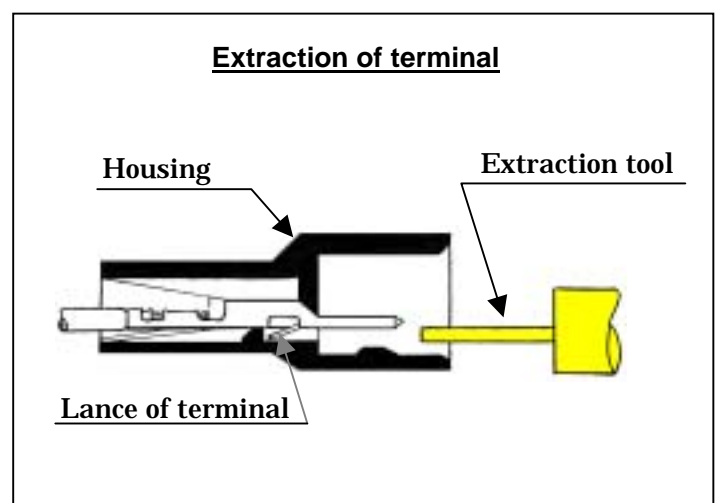 Extraction of terminal
Housing
Extraction tool
Lance of terminal